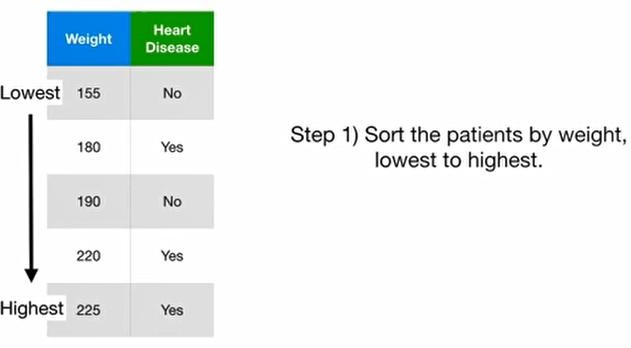 Weight Heart Disease
Lowest 155 No
180 Yes
190 No
220 Yes
Highest 225 Yes
Step 1) Sort the patients by weight,
lowest to highest.